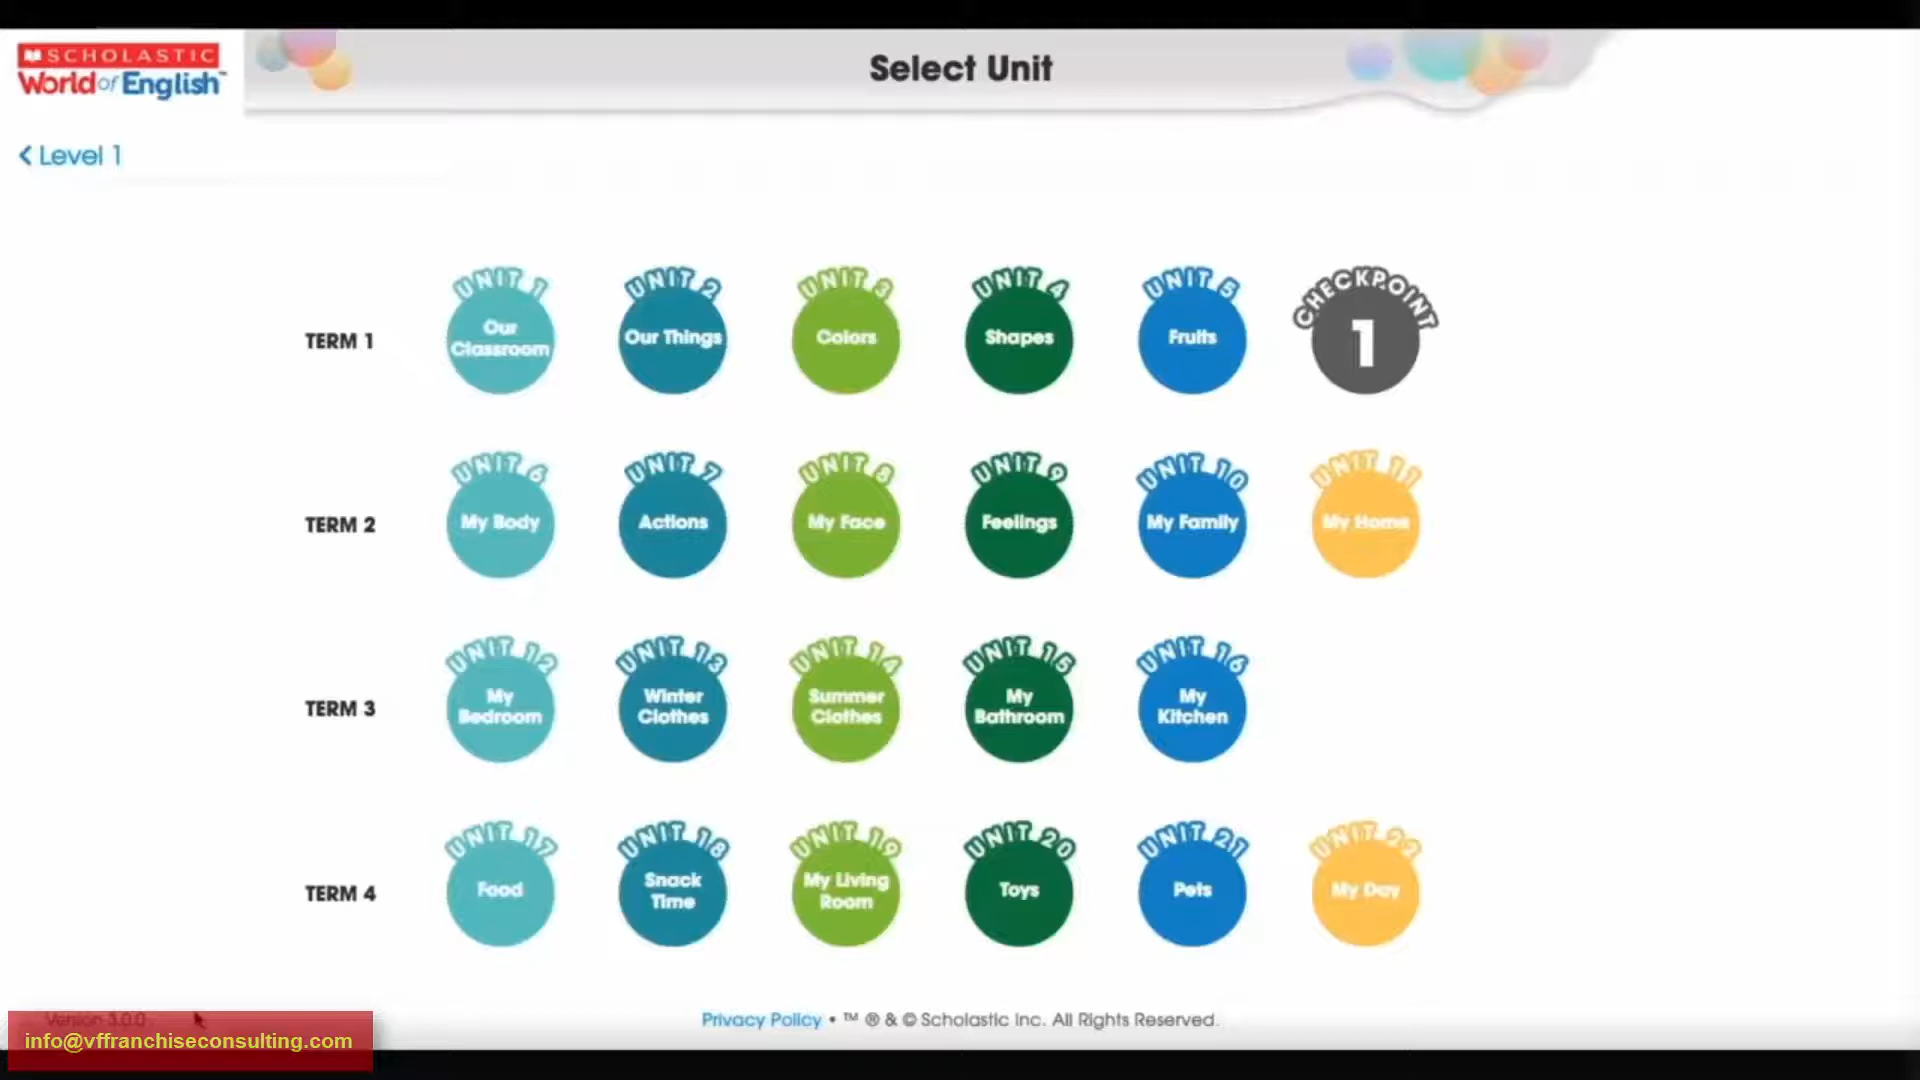 SCHOLASTIC
World of English™
Select Unit
Level 1
TERM 1
UNIT 1
Our
Classroom
UNIT 2
Our Things
UNIT 3
Colors
UNIT 4
Shapes
UNIT 5
Fruits
CHECKPOINT
1
TERM 2
UNIT 6
My Body
UNIT 7
Actions
UNIT 8
My Face
UNIT 9
Feelings
UNIT 10
My Family
UNIT 11
My Home
TERM 3
UNIT 12
My
Bedroom
UNIT 13
Winter
Clothes
UNIT 14
Summer
Clothes
UNIT 15
My
Bathroom
UNIT 16
My
Kitchen
TERM 4
UNIT 17
Food
UNIT 18
Snack
Time
UNIT 19
My Living
Room
UNIT 20
Toys
UNIT 21
Pets
UNIT 22
My Day
Version 3.0.0
Privacy Policy • ™ ® & © Scholastic Inc. All Rights Reserved.
info@vffranchiseconsulting.com